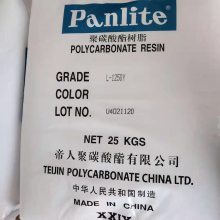 Panlite
聚碳酸酯树脂
POLYCARBONATE RESIN
GRADE L-1250Y
COLOR
LOT NO. U4D21120
NET 25 KGS
帝人聚碳酸酯有限公司
TEIJIN POLYCARBONATE CHINA LTD.
中华人民共和国制造
MADE IN CHINA
XXIV